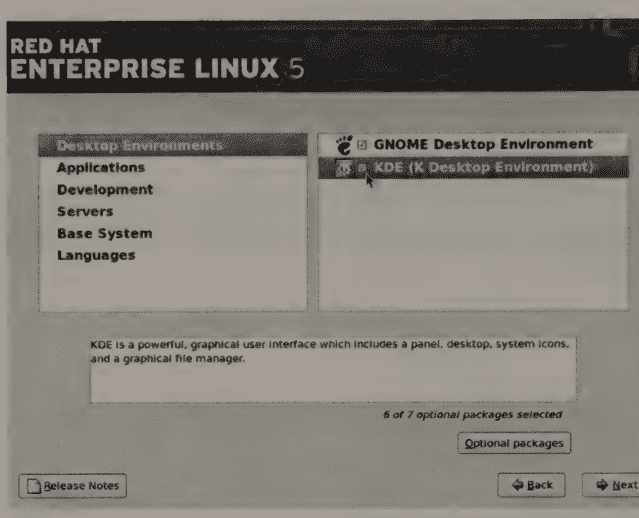 RED HAT
ENTERPRISE LINUX 5
Desktop Environments
Applications
Development
Servers
Base System
Languages
GNOME Desktop Environment
KDE (K Desktop Environment)
KDE is a powerful, graphical user interface which includes a panel, desktop, system icons,
and a graphical file manager.
6 of 7 optional packages selected
Optional packages
Release Notes
Back
Next